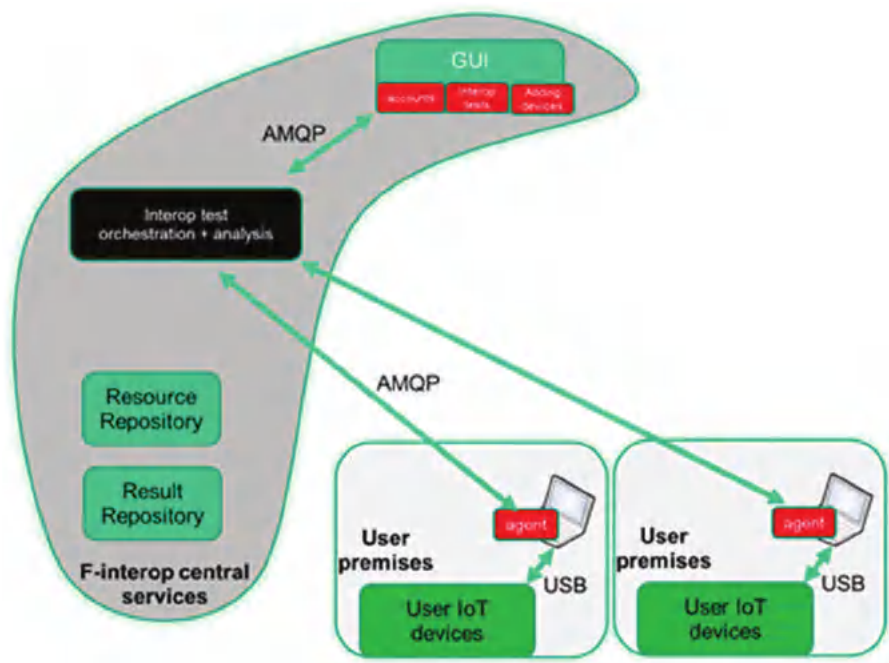 GUI
accounts
Interop
tests
Adding
devices
AMQP
Interop test
orchestration + analysis
AMQP
Resource
Repository
Result
Repository
F-interop central
services
agent
User
premises
USB
User IoT
devices
agent
User
premises
USB
User IoT
devices